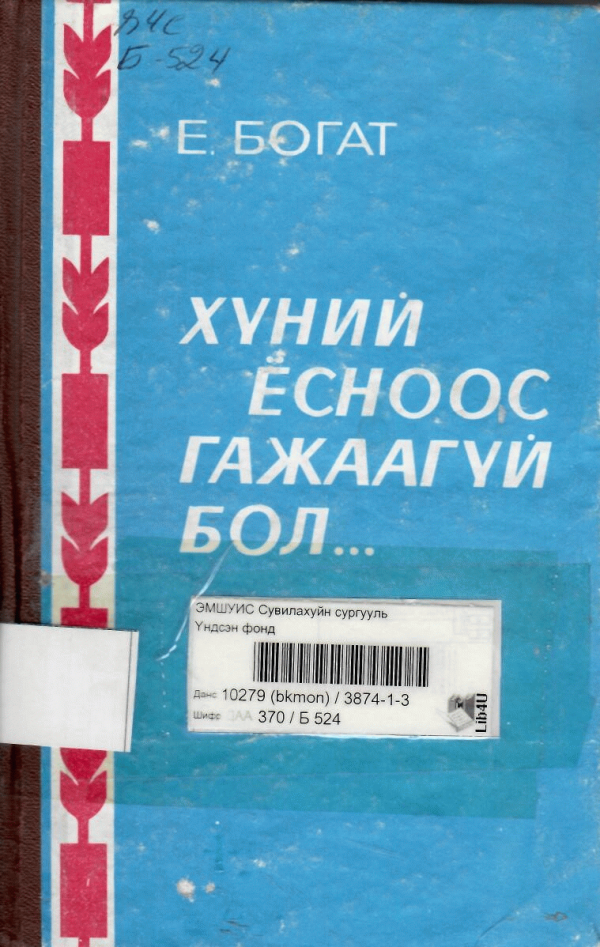 Б-524
Е. БОГАТ
ХҮНИЙ
ЁСНООС
ГАЖААГҮЙ
БОЛ...
ЭМШУИС Сувилахуйн сургууль
Үндсэн фонд
Данс 10279 (bkmon) / 3874-1-3
Шифр ЗАА 370 / Б 524
Lib4U